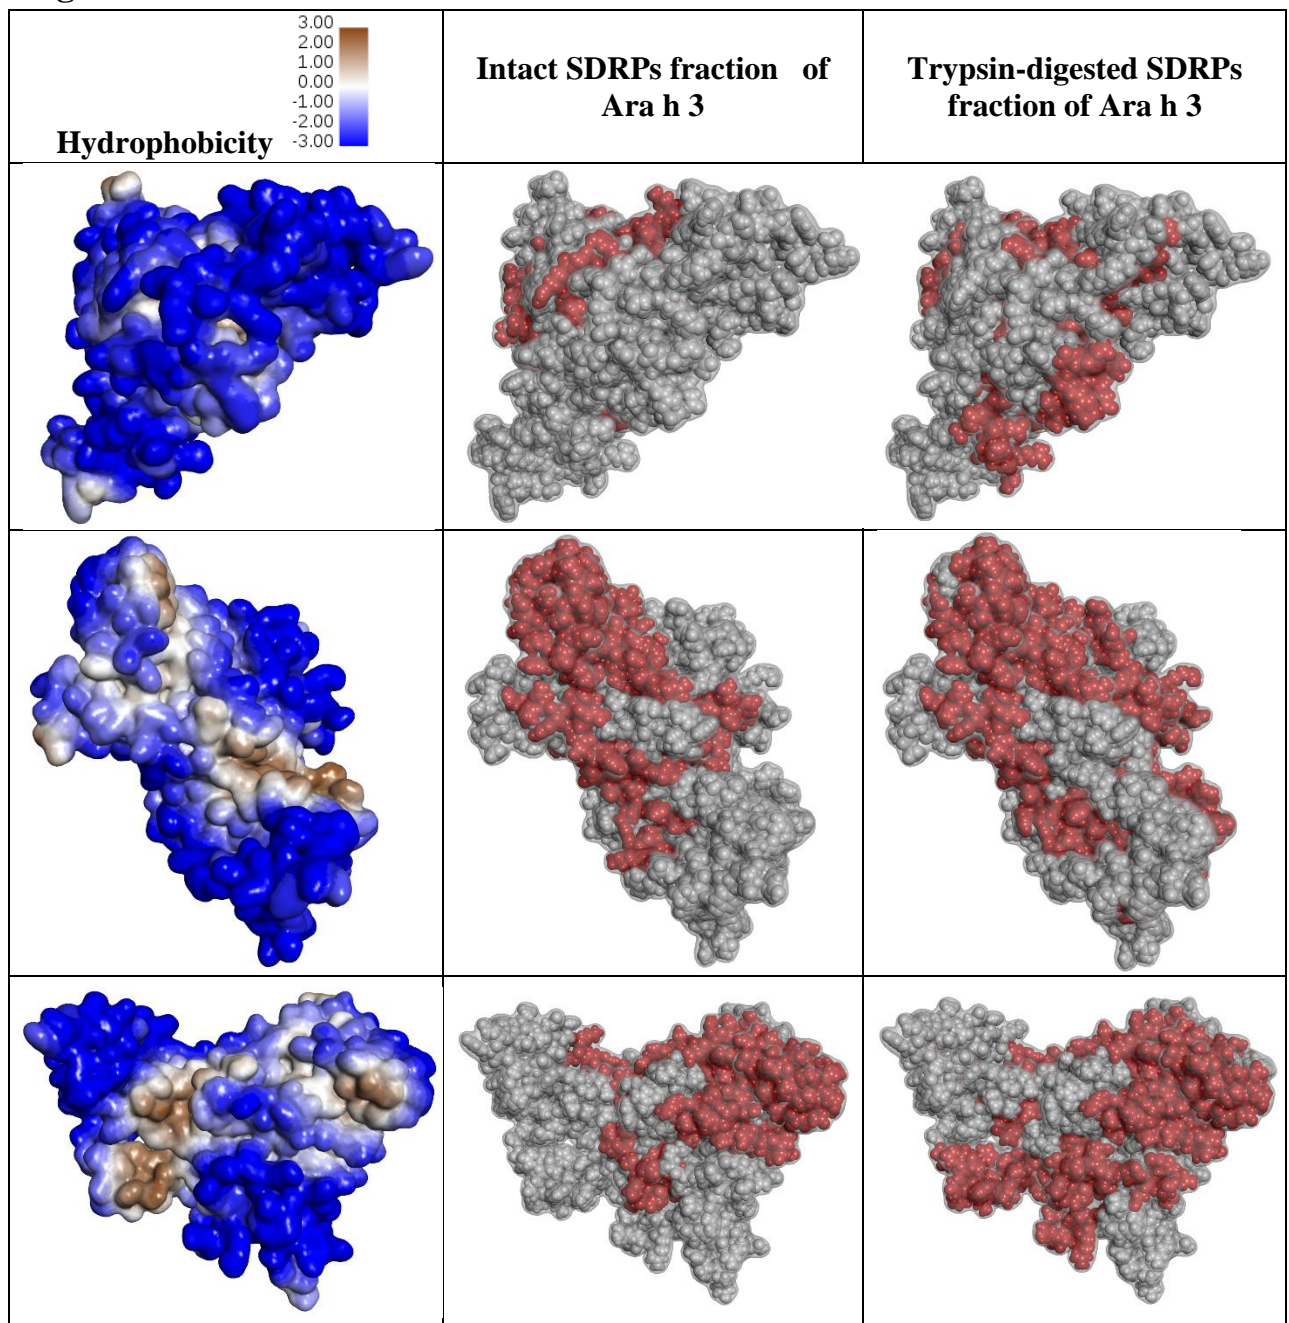 3.00
2.00
1.00
0.00
-1.00
-2.00
-3.00
Hydrophobicity
Intact SDRPs fraction of
Ara h 3
Trypsin-digested SDRPs
fraction of Ara h 3